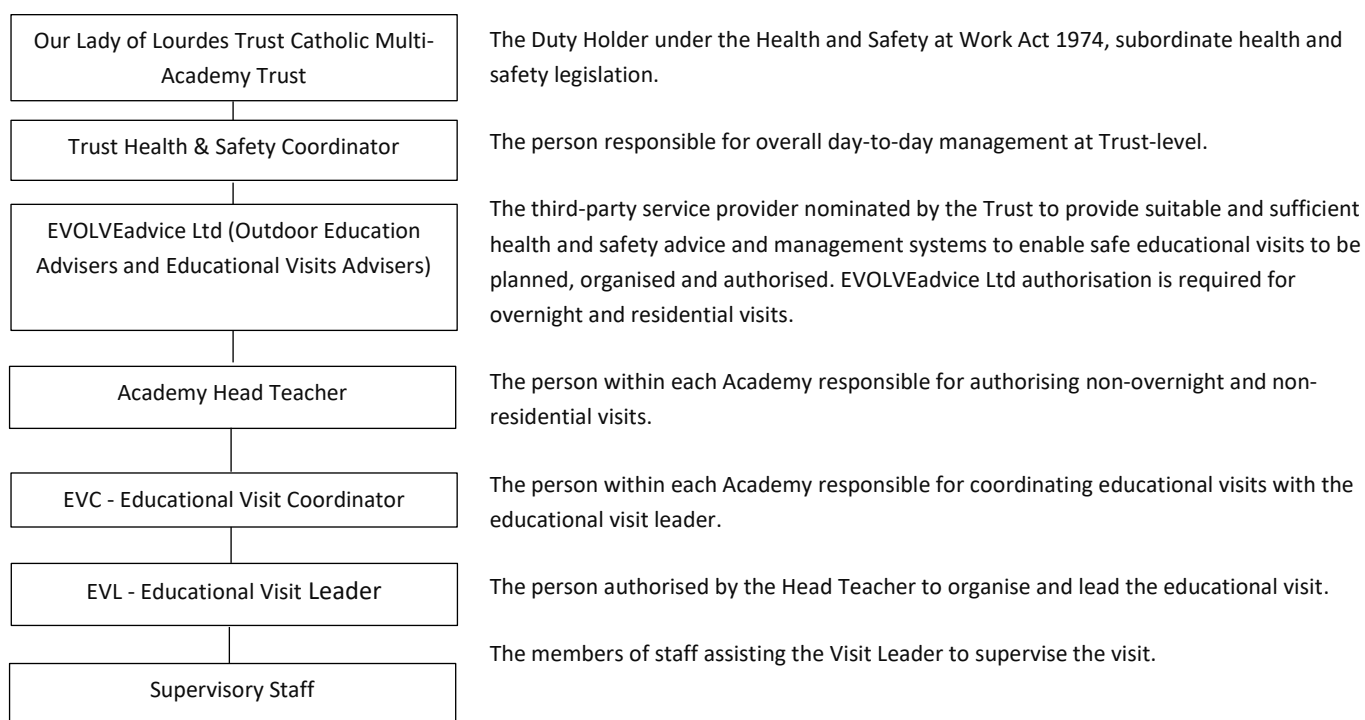 Our Lady of Lourdes Trust Catholic Multi-
Academy Trust
The Duty Holder under the Health and Safety at Work Act 1974, subordinate health and
safety legislation.
Trust Health & Safety Coordinator
The person responsible for overall day-to-day management at Trust-level.
EVOLVEadvice Ltd (Outdoor Education
Advisers and Educational Visits Advisers)
The third-party service provider nominated by the Trust to provide suitable and sufficient
health and safety advice and management systems to enable safe educational visits to be
planned, organised and authorised. EVOLVEadvice Ltd authorisation is required for
overnight and residential visits.
Academy Head Teacher
The person within each Academy responsible for authorising non-overnight and non-
residential visits.
EVC - Educational Visit Coordinator
The person within each Academy responsible for coordinating educational visits with the
educational visit leader.
EVL - Educational Visit Leader
The person authorised by the Head Teacher to organise and lead the educational visit.
Supervisory Staff
The members of staff assisting the Visit Leader to supervise the visit.